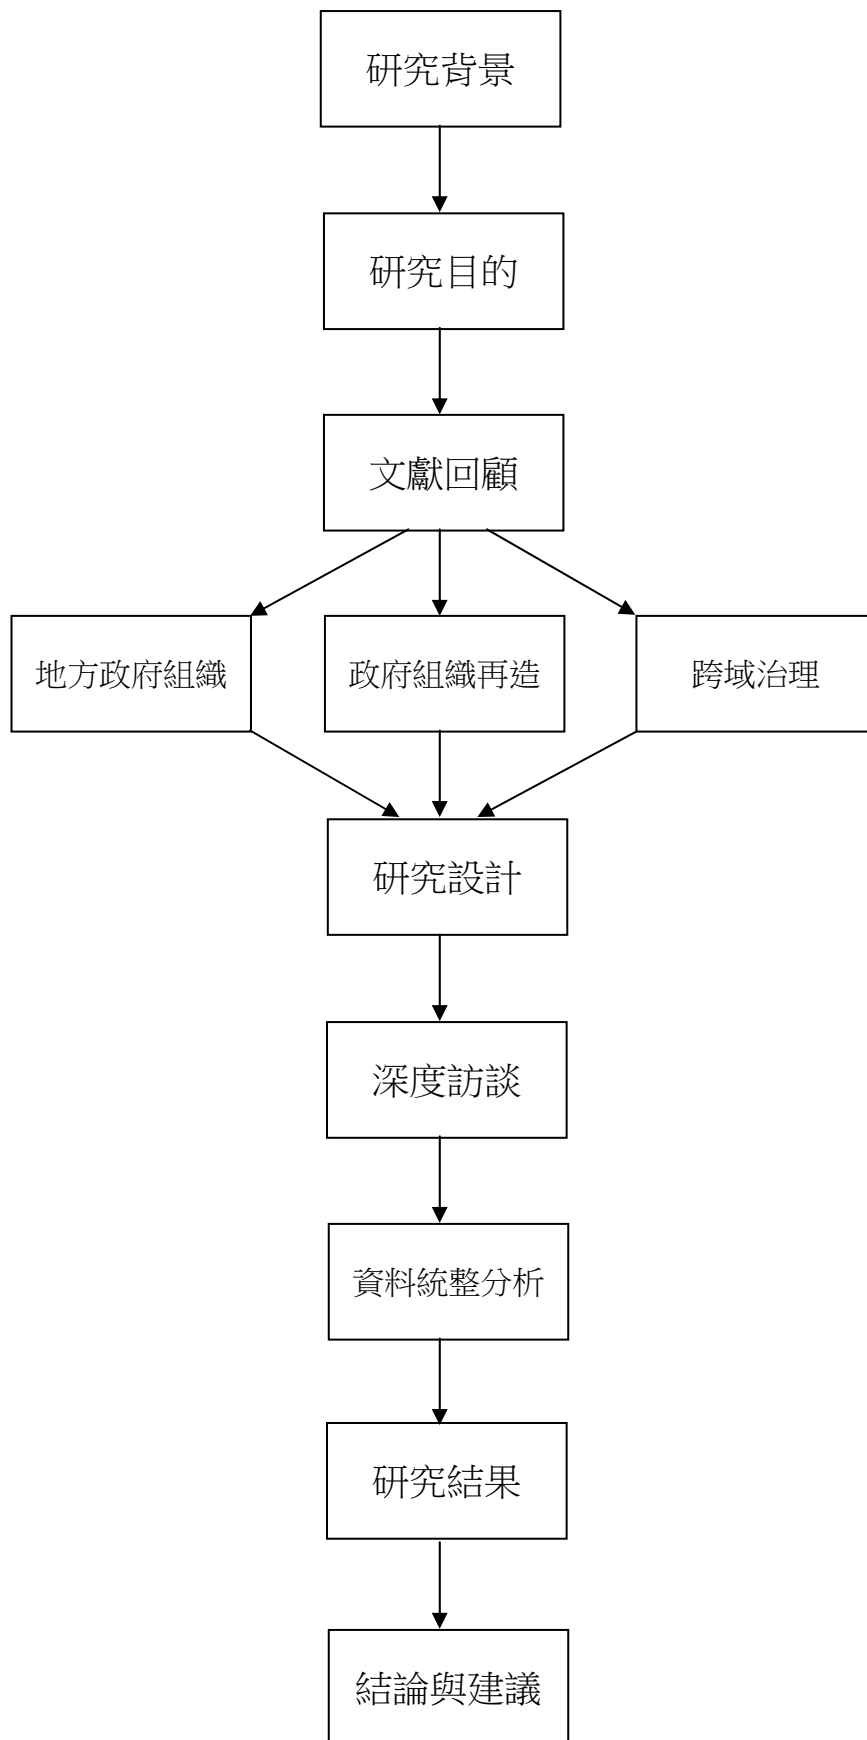 研究背景
研究目的
文獻回顧
地方政府組織
政府組織再造
跨域治理
研究設計
深度訪談
資料統整分析
研究結果
結論與建議